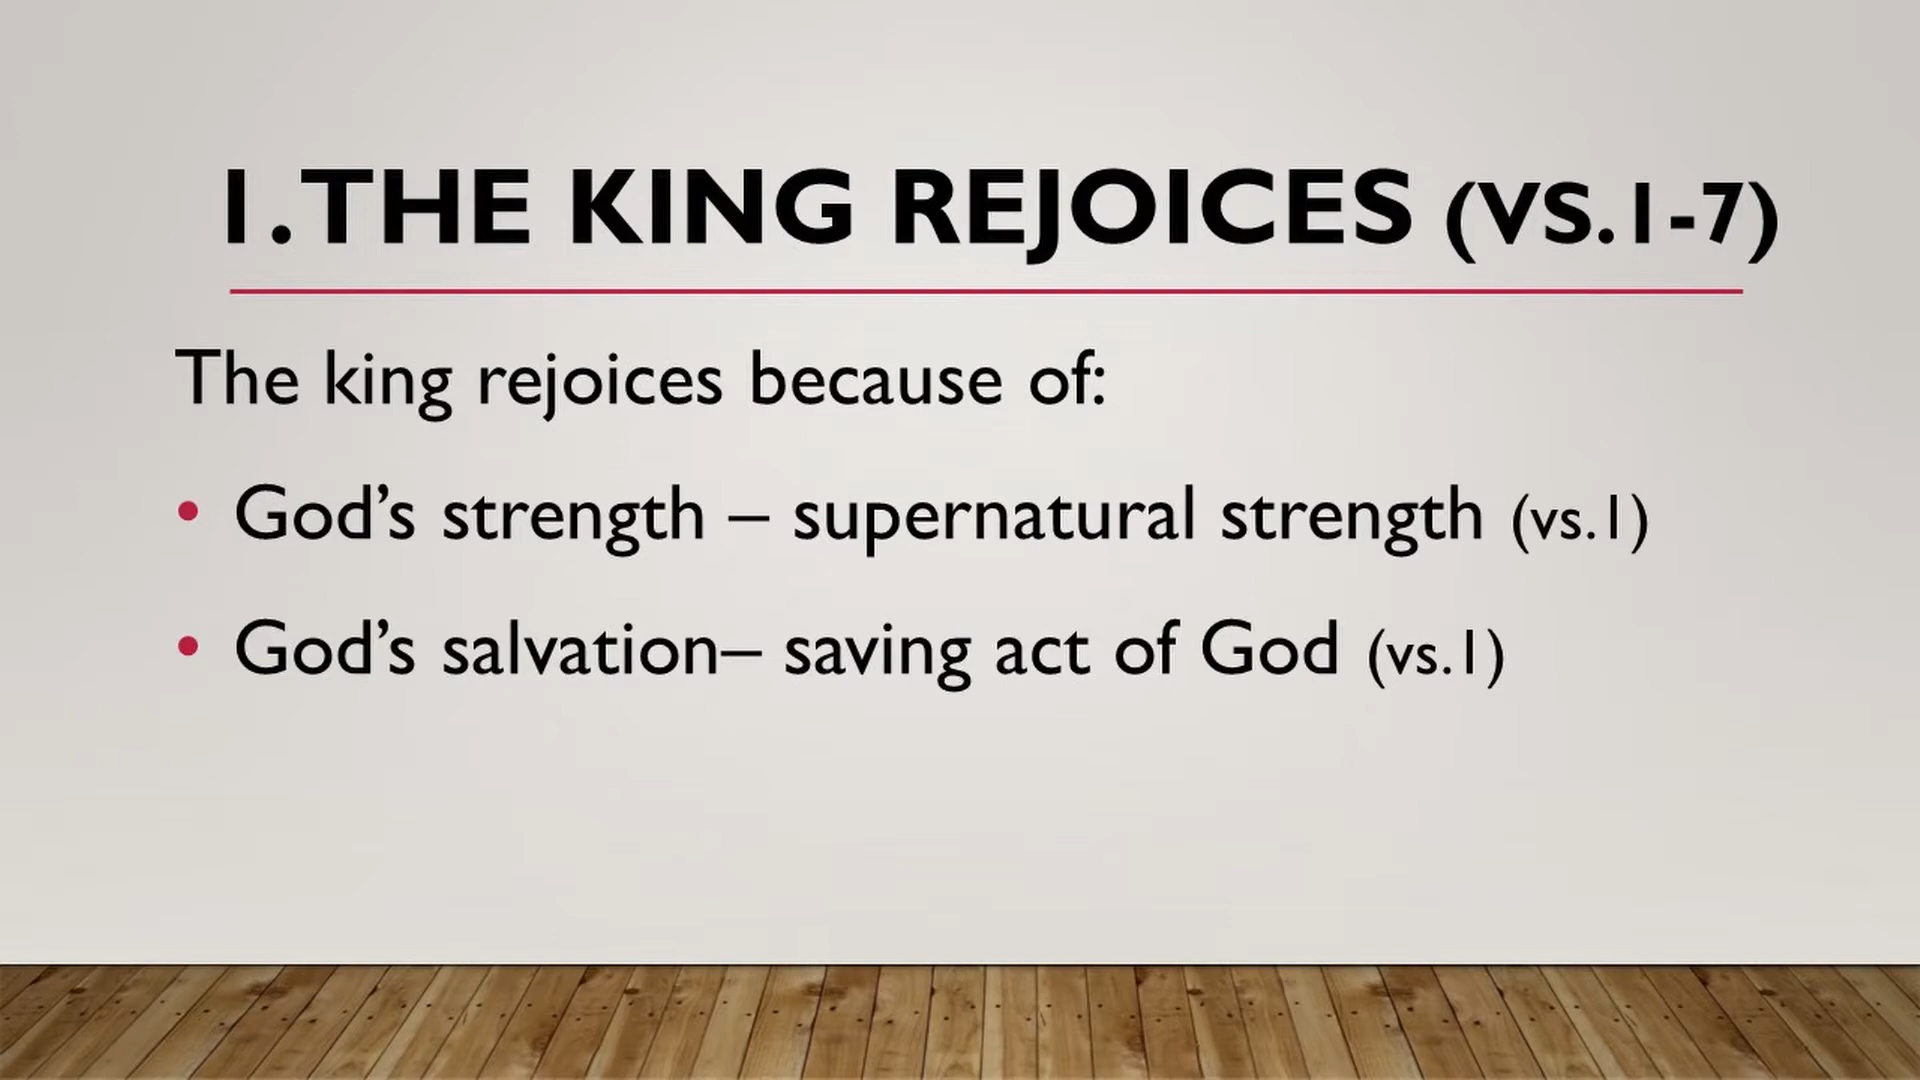 1. THE KING REJOICES (VS.1-7)
The king rejoices because of:
• God’s strength – supernatural strength (vs.1)
• God’s salvation– saving act of God (vs.1)